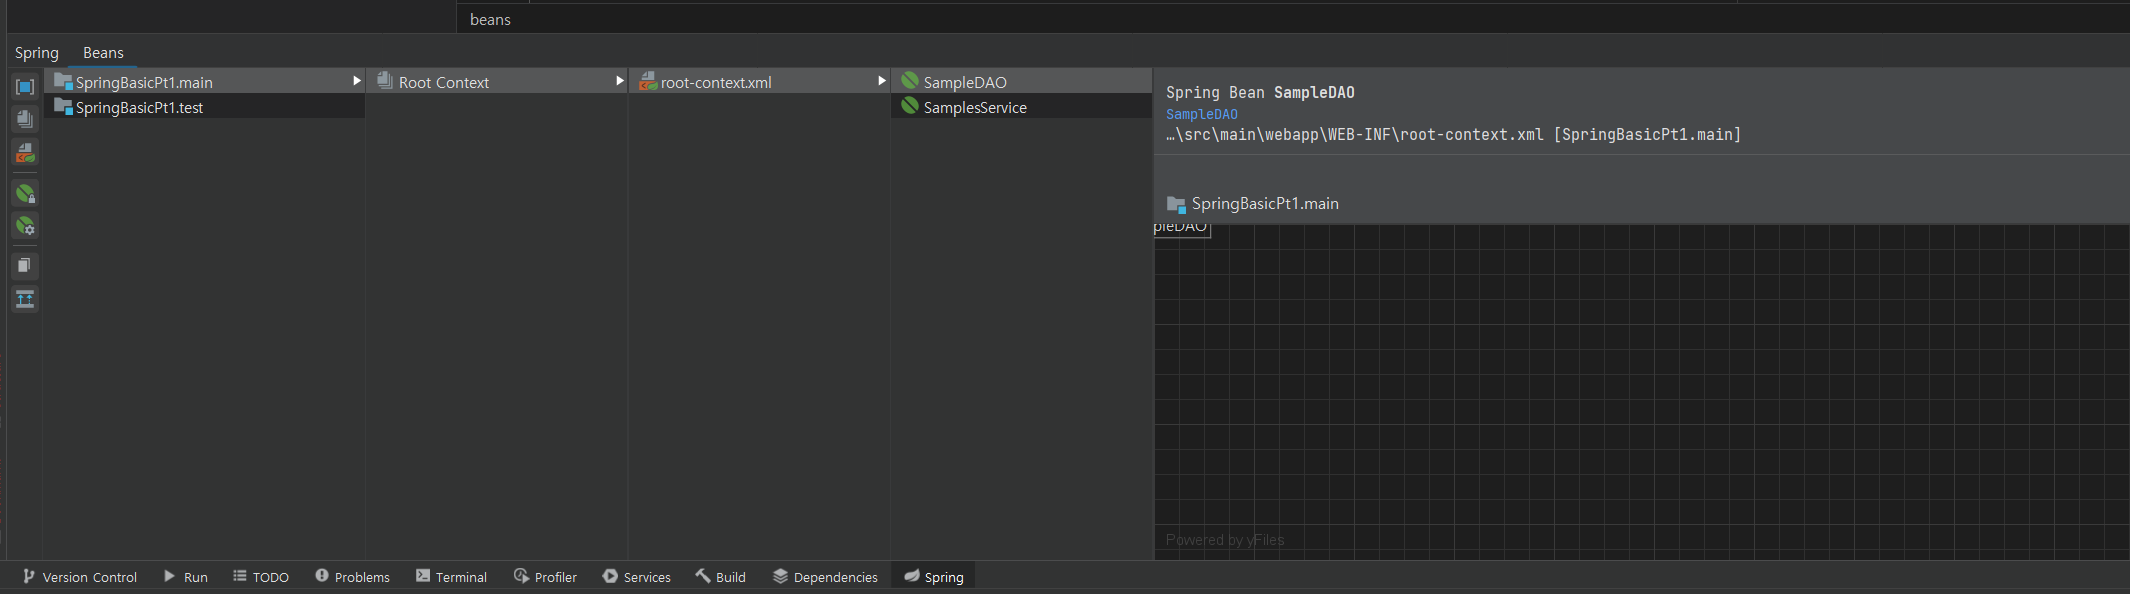 beans
Spring Beans
SpringBasicPt1.main
SpringBasicPt1.test
Root Context
root-context.xml
SampleDAO
SamplesService
Spring Bean SampleDAO
SampleDAO
…\src\main\webapp\WEB-INF\root-context.xml [SpringBasicPt1.main]
SpringBasicPt1.main
pleDAO
Powered by yFiles
Version Control Run TODO Problems Terminal Profiler Services Build Dependencies Spring